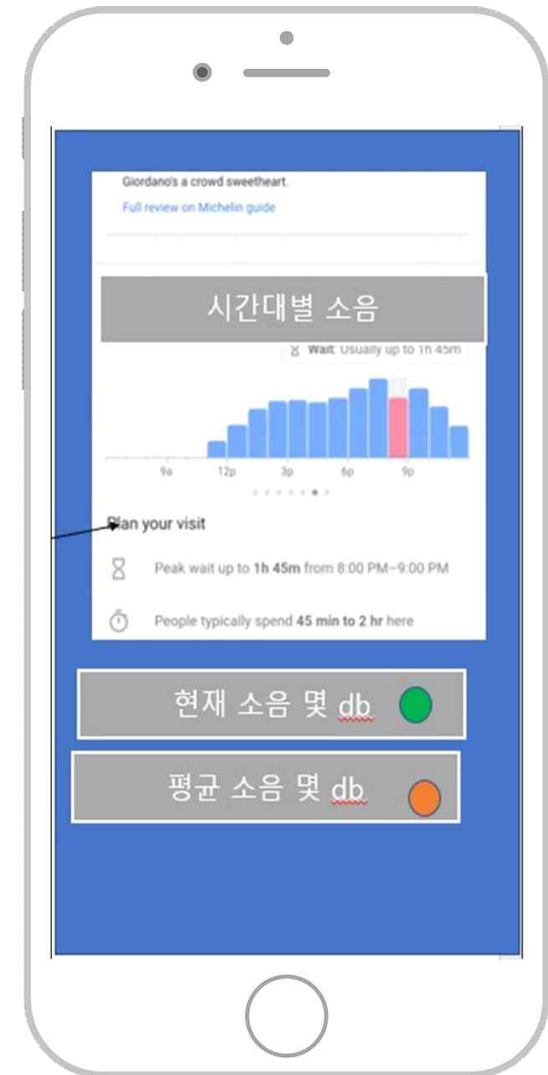 Giordano's a crowd sweetheart.
Full review on Michelin guide
시간대별 소음
Wait: Usually up to 1h 45m
9a 12p 3p 6p 9p
Plan your visit
Peak wait up to 1h 45m from 8:00 PM–9:00 PM
People typically spend 45 min to 2 hr here
현재 소음 몇 db
평균 소음 몇 db